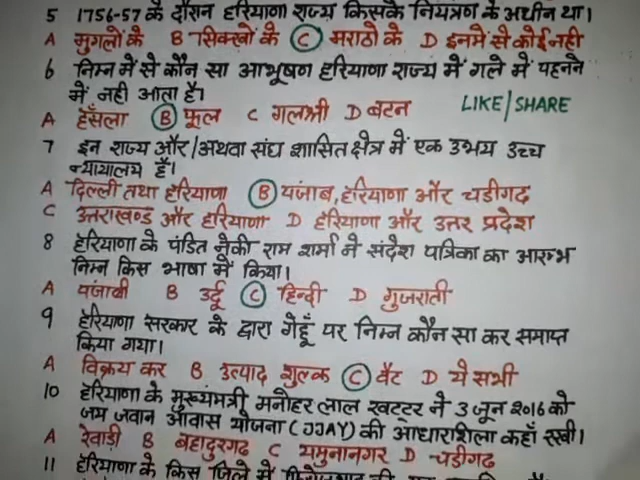 5 1756-57 के दौरान हरियाणा राज्य किसके नियंत्रण के अधीन था।
A मुगलों के B सिक्खों के C मराठों के D इनमें से कोई नहीं
6 निम्न में से कौन सा आभूषण हरियाणा राज्य में गले में पहनने
में नही आता है।
LIKE/SHARE
A हँसला B फूल C गलश्री D बटन
7 इन राज्य और/अथवा संघ शासित क्षेत्र में एक उभय उच्च
न्यायालय है।
A दिल्ली तथा हरियाणा B पंजाब, हरियाणा और चडीगढ़
C उत्तराखण्ड और हरियाणा D हरियाणा और उत्तर प्रदेश
8 हरियाणा के पंडित नेकी राम शर्मा ने संदेश पत्रिका का आरम्भ
निम्न किस भाषा में किया।
A पंजाबी B उर्दू C हिन्दी D गुजराती
9 हरियाणा सरकार के द्वारा गेहूँ पर निम्न कौन सा कर समाप्त
किया गया।
A विक्रय कर B उत्पाद शुल्क C वैट D ये सभी
10 हरियाणा के मुख्यमंत्री मनोहर लाल खट्टर ने 3 जून 2016 को
जय जवान आवास योजना (JJAY) की आधारशिला कहाँ रखी।
A रेवाड़ी B बहादुरगढ़ C यमुनानगर D चडीगढ़
11 हरियाणा के किस जिले में